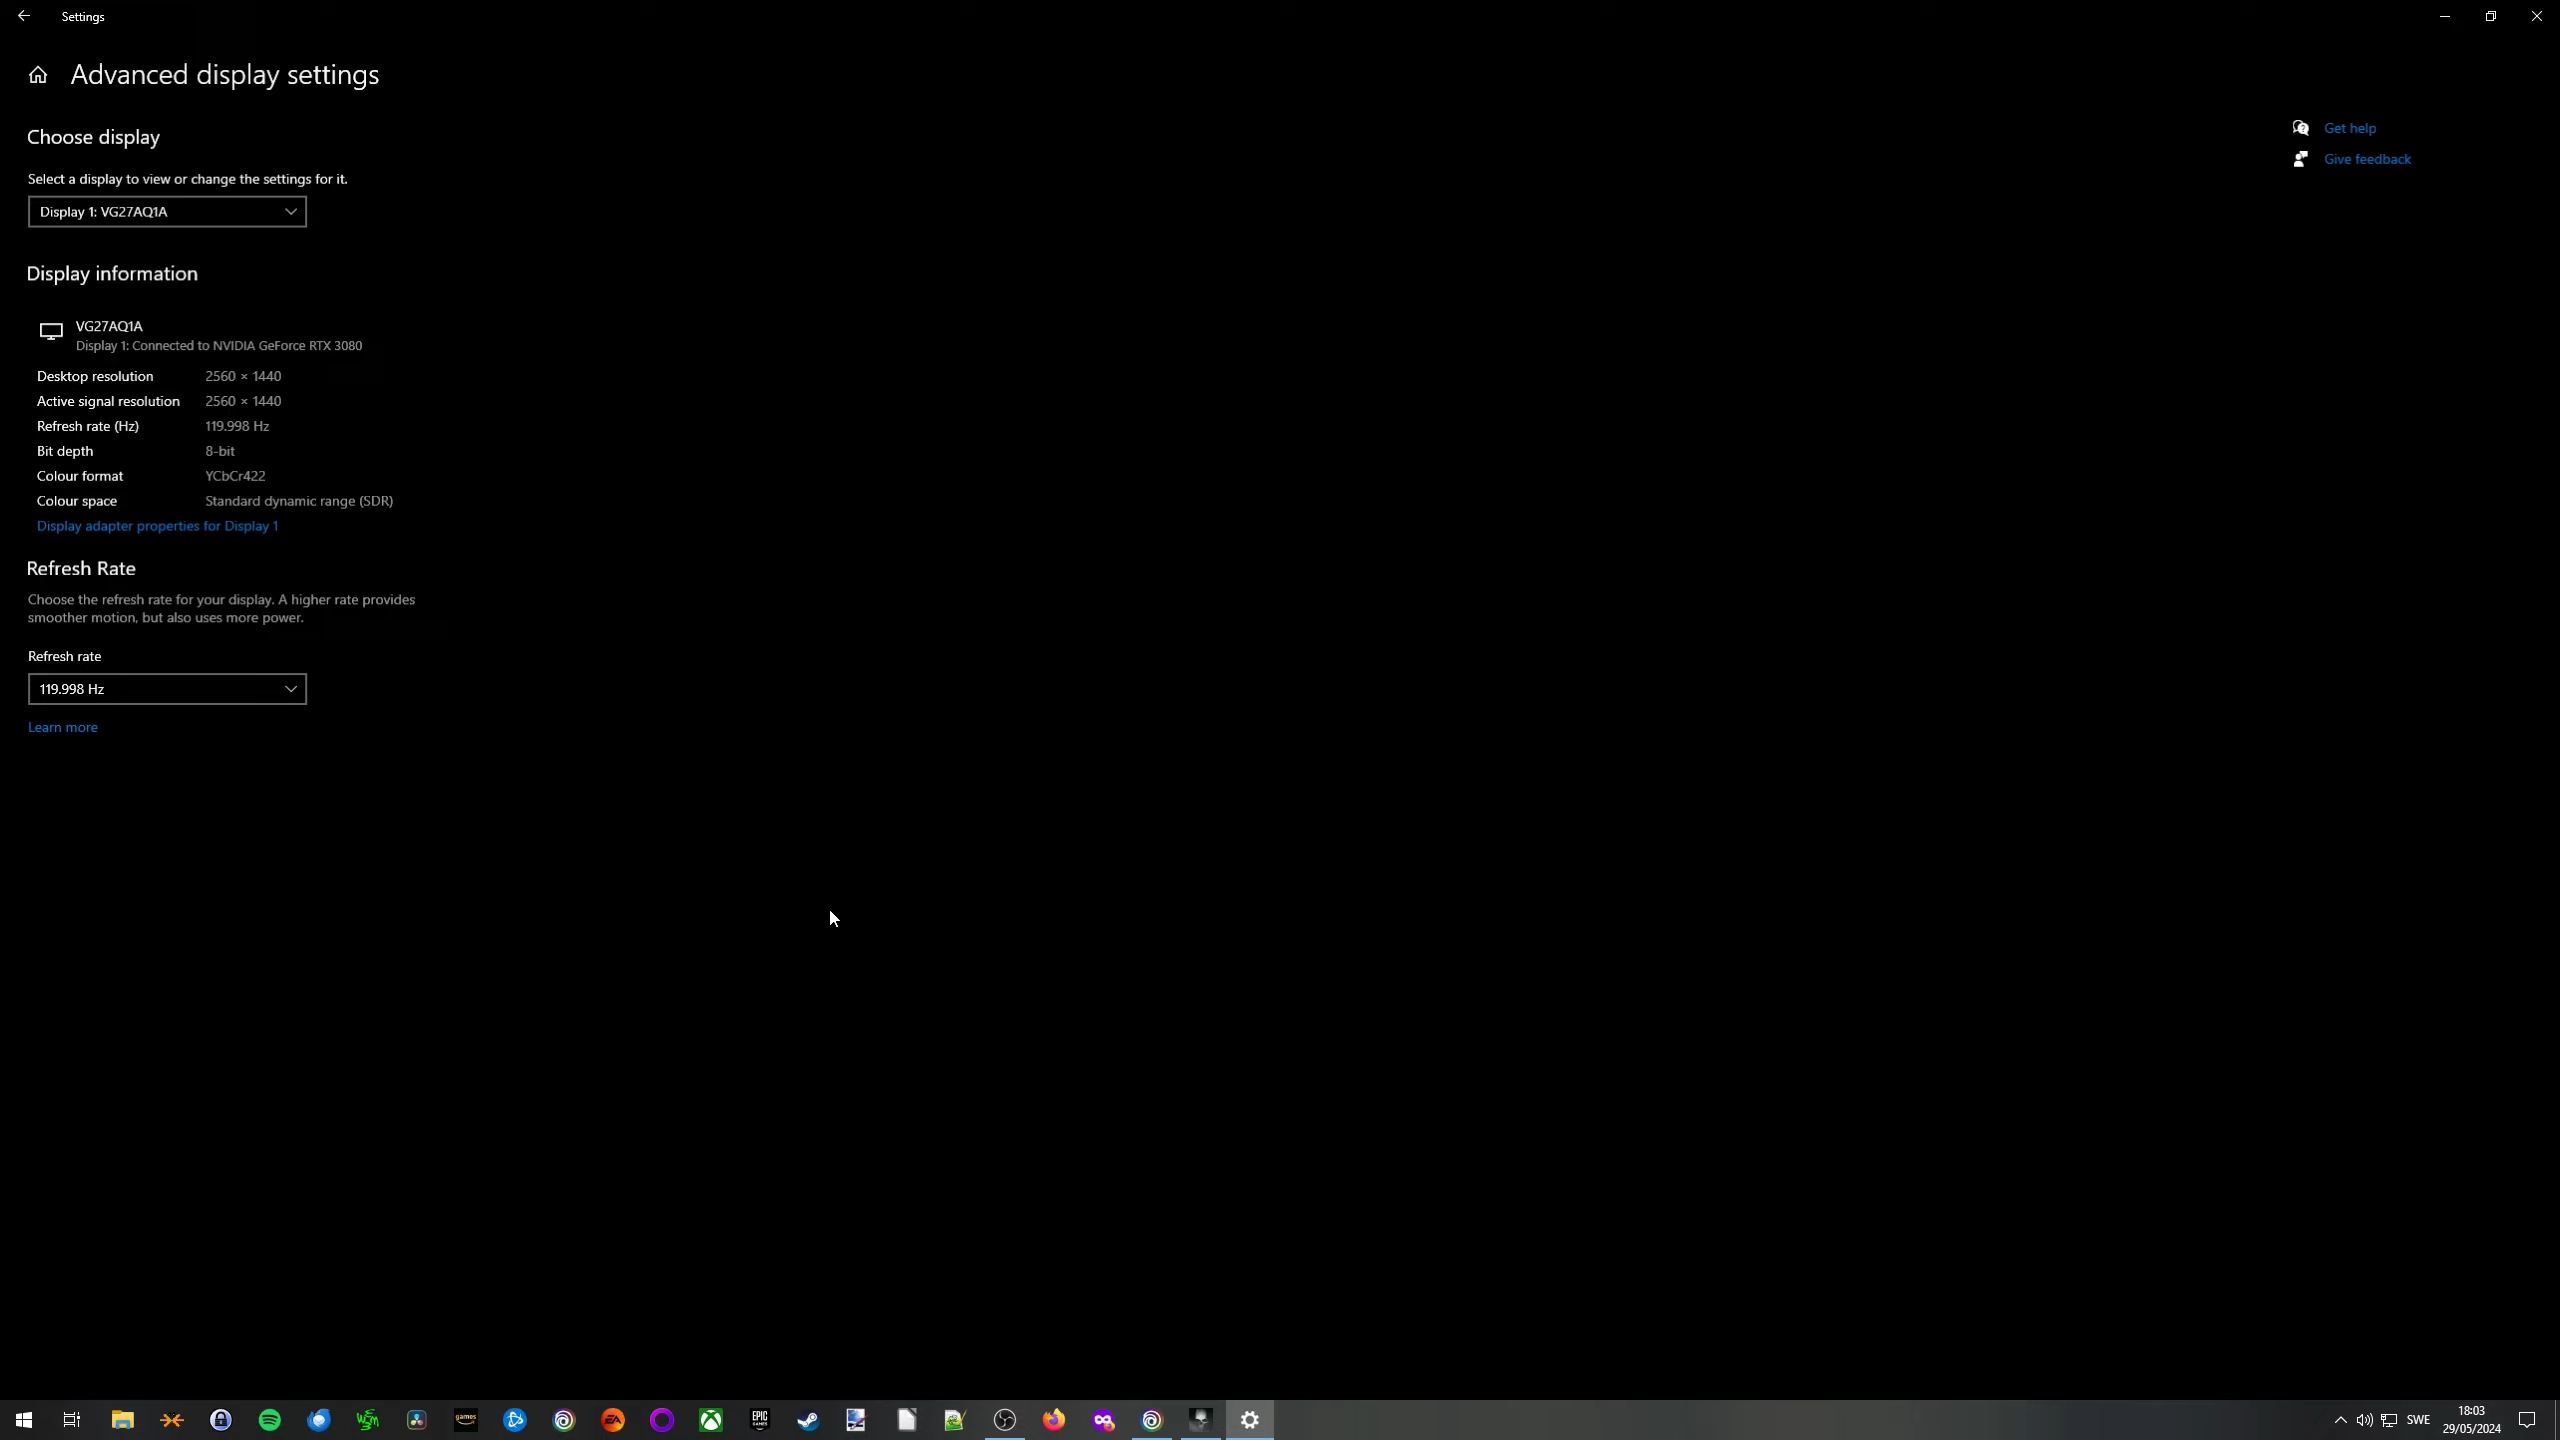 Settings
Advanced display settings
Choose display
Get help
Give feedback
Select a display to view or change the settings for it.
Display 1: VG27AQ1A
Display information
VG27AQ1A
Display 1: Connected to NVIDIA GeForce RTX 3080
Desktop resolution 2560 × 1440
Active signal resolution 2560 × 1440
Refresh rate (Hz) 119.998 Hz
Bit depth 8-bit
Colour format YCbCr422
Colour space Standard dynamic range (SDR)
Display adapter properties for Display 1
Refresh Rate
Choose the refresh rate for your display. A higher rate provides
smoother motion, but also uses more power.
Refresh rate
119.998 Hz
Learn more
games
EA
EPIC
GAMES
SWE
18:03
29/05/2024